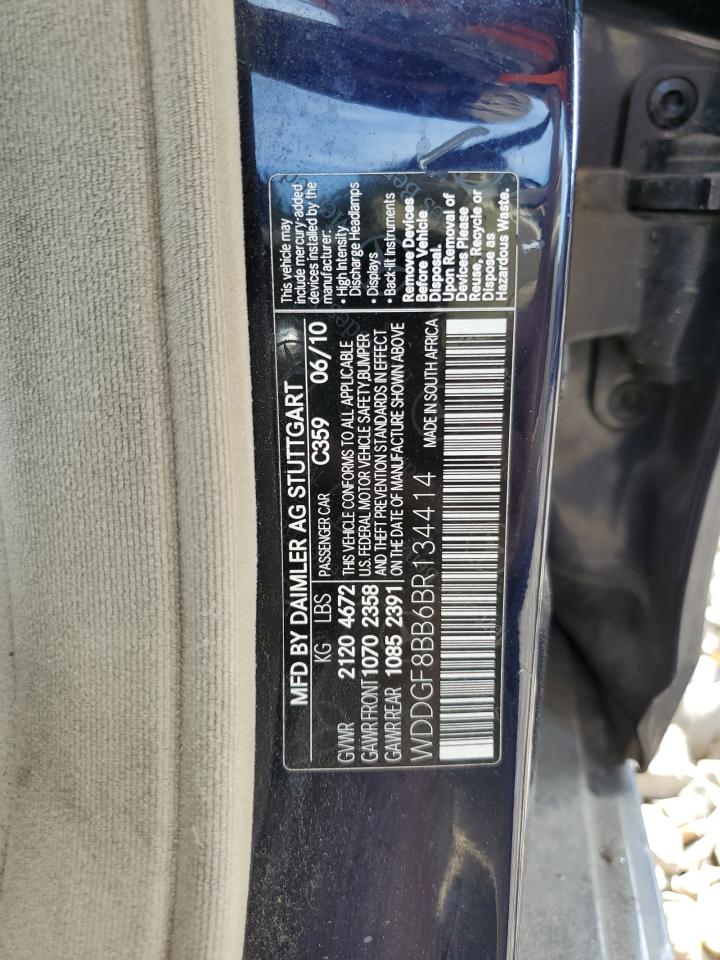 MFD BY DAIMLER AG STUTTGART
KG LBS PASSENGER CAR C359 06/10
GVWR 2120 4672 THIS VEHICLE CONFORMS TO ALL APPLICABLE
GAWR FRONT 1070 2358 U.S. FEDERAL MOTOR VEHICLE SAFETY,BUMPER
GAWR REAR 1085 2391 AND THEFT PREVENTION STANDARDS IN EFFECT
ON THE DATE OF MANUFACTURE SHOWN ABOVE
WDDGF8BB6BR134414 MADE IN SOUTH AFRICA
This vehicle may
include mercury-added
devices installed by the
manufacturer:
• High Intensity
Discharge Headlamps
• Displays
• Back-lit Instruments
Remove Devices
Before Vehicle
Disposal.
Upon Removal of
Devices Please
Reuse, Recycle or
Dispose as
Hazardous Waste.